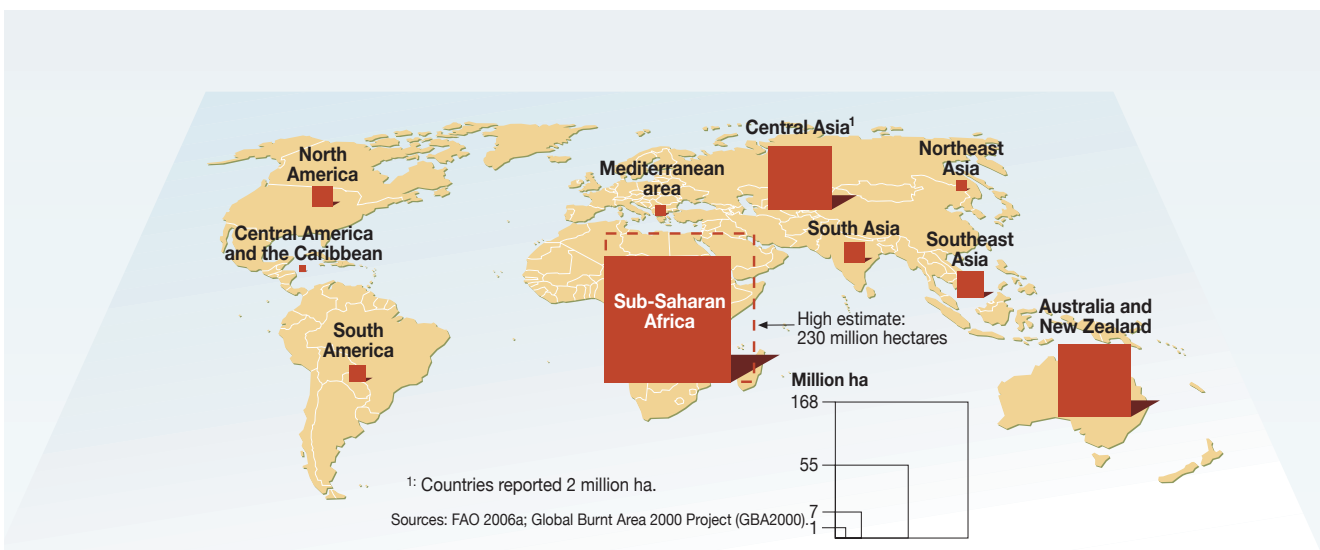 Central Asia¹
North
America
Mediterranean
area
Northeast
Asia
Central America
and the Caribbean
South Asia
Southeast
Asia
Sub-Saharan
Africa
High estimate:
230 million hectares
Australia and
New Zealand
South
America
Million ha
168
55
7
1
¹: Countries reported 2 million ha.
Sources: FAO 2006a; Global Burnt Area 2000 Project (GBA2000).